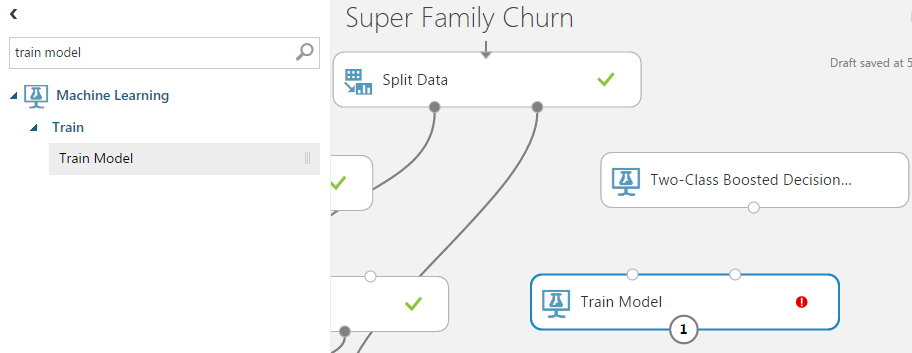 Super Family Churn
train model
Draft saved at 5
Split Data
Machine Learning
Train
Train Model
Two-Class Boosted Decision...
Train Model
1